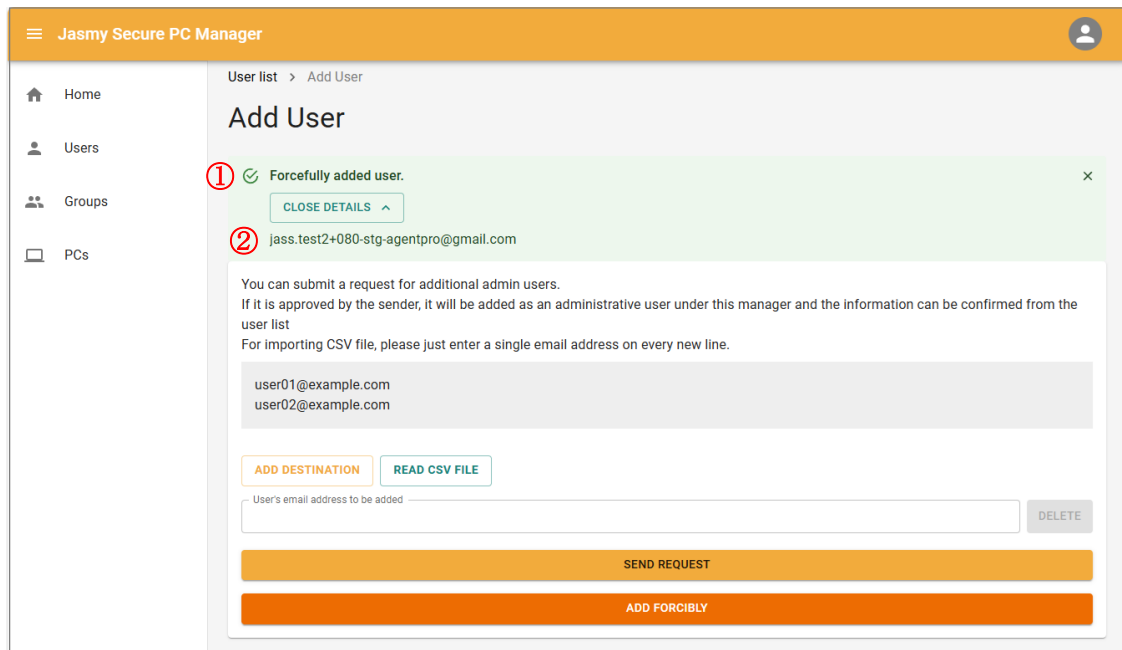 Jasmy Secure PC Manager
Home
Users
Groups
PCs
User list > Add User
Add User
① Forcefully added user.
CLOSE DETAILS
② jass.test2+080-stg-agentpro@gmail.com
You can submit a request for additional admin users.
If it is approved by the sender, it will be added as an administrative user under this manager and the information can be confirmed from the
user list
For importing CSV file, please just enter a single email address on every new line.
user01@example.com
user02@example.com
ADD DESTINATION READ CSV FILE
User's email address to be added
DELETE
SEND REQUEST
ADD FORCIBLY